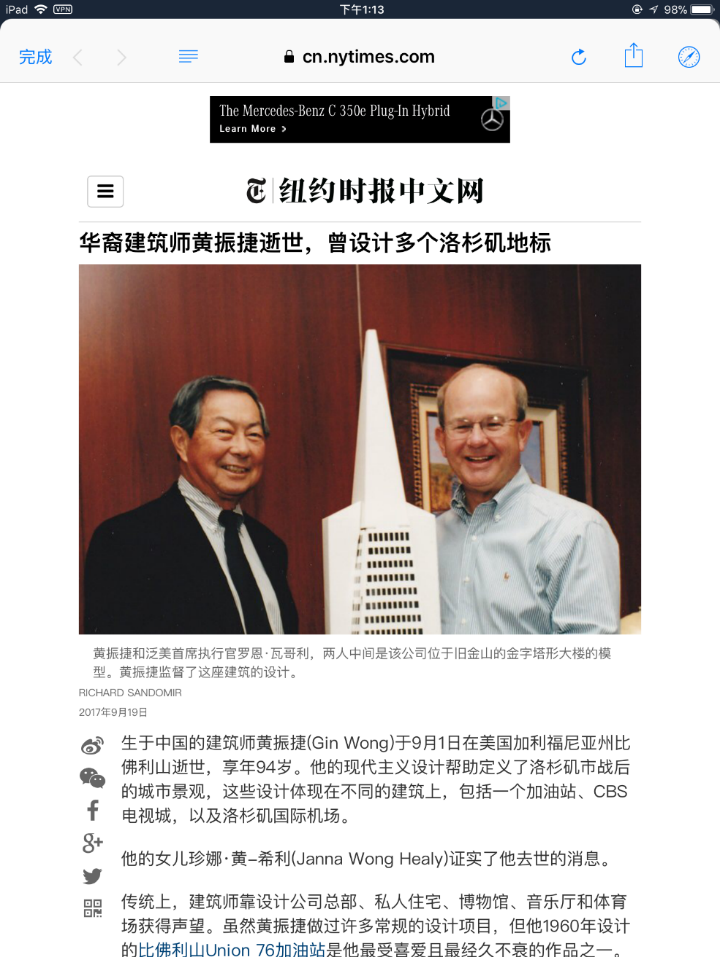 iPad VPN 下午1:13 98%
完成 cn.nytimes.com
The Mercedes-Benz C 350e Plug-In Hybrid
Learn More >
纽约时报中文网
华裔建筑师黄振捷逝世，曾设计多个洛杉矶地标
黄振捷和泛美首席执行官罗恩·瓦哥利，两人中间是该公司位于旧金山的金字塔形大楼的模
型。黄振捷监督了这座建筑的设计。
RICHARD SANDOMIR
2017年9月19日
生于中国的建筑师黄振捷(Gin Wong)于9月1日在美国加利福尼亚州比
佛利山逝世，享年94岁。他的现代主义设计帮助定义了洛杉矶市战后
的城市景观，这些设计体现在不同的建筑上，包括一个加油站、CBS
电视城，以及洛杉矶国际机场。
他的女儿珍娜·黄–希利(Janna Wong Healy)证实了他去世的消息。
传统上，建筑师靠设计公司总部、私人住宅、博物馆、音乐厅和体育
场获得声望。虽然黄振捷做过许多常规的设计项目，但他1960年设计
的比佛利山Union 76加油站是他最受喜爱且最经久不衰的作品之一。